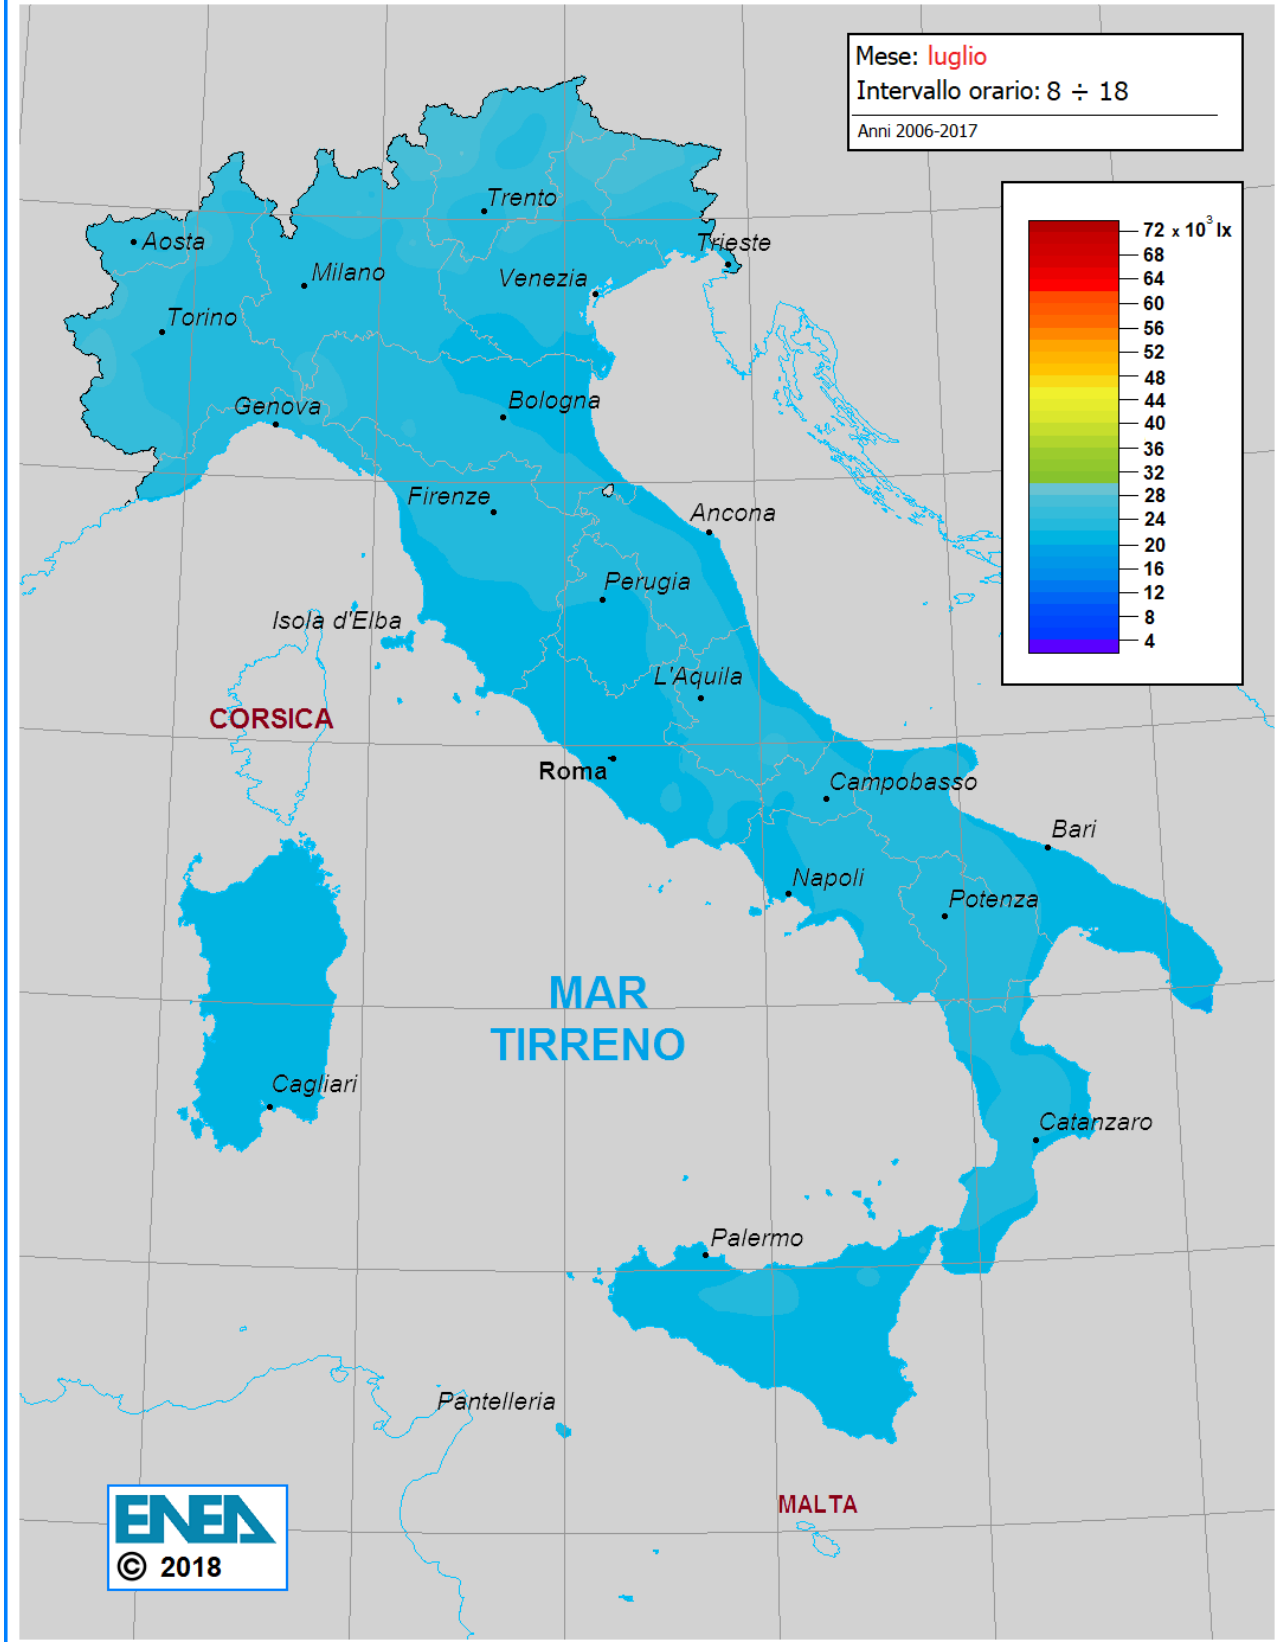 Mese: luglio
Intervallo orario: 8 ÷ 18
Anni 2006-2017
72 x 10³ lx
68
64
60
56
52
48
44
40
36
32
28
24
20
16
12
8
4
Trento
Aosta
Trieste
Milano
Venezia
Torino
Genova
Bologna
Firenze
Ancona
Perugia
Isola d'Elba
L'Aquila
CORSICA
Roma
Campobasso
Bari
Napoli
Potenza
MAR
TIRRENO
Cagliari
Catanzaro
Palermo
Pantelleria
MALTA
ENEA
© 2018